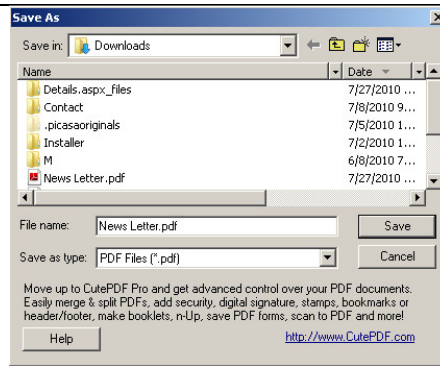 Save As
Save in: Downloads
Name Date
Details.aspx_files 7/27/2010 ...
Contact 7/8/2010 9...
.picasaoriginals 7/5/2010 1...
Installer 7/2/2010 1...
M 6/8/2010 7...
News Letter.pdf 7/27/2010 ...
File name: News Letter.pdf Save
Save as type: PDF Files (*.pdf) Cancel
Move up to CutePDF Pro and get advanced control over your PDF documents.
Easily merge & split PDFs, add security, digital signature, stamps, bookmarks or
header/footer, make booklets, n-Up, save PDF forms, scan to PDF and more!
Help http://www.CutePDF.com